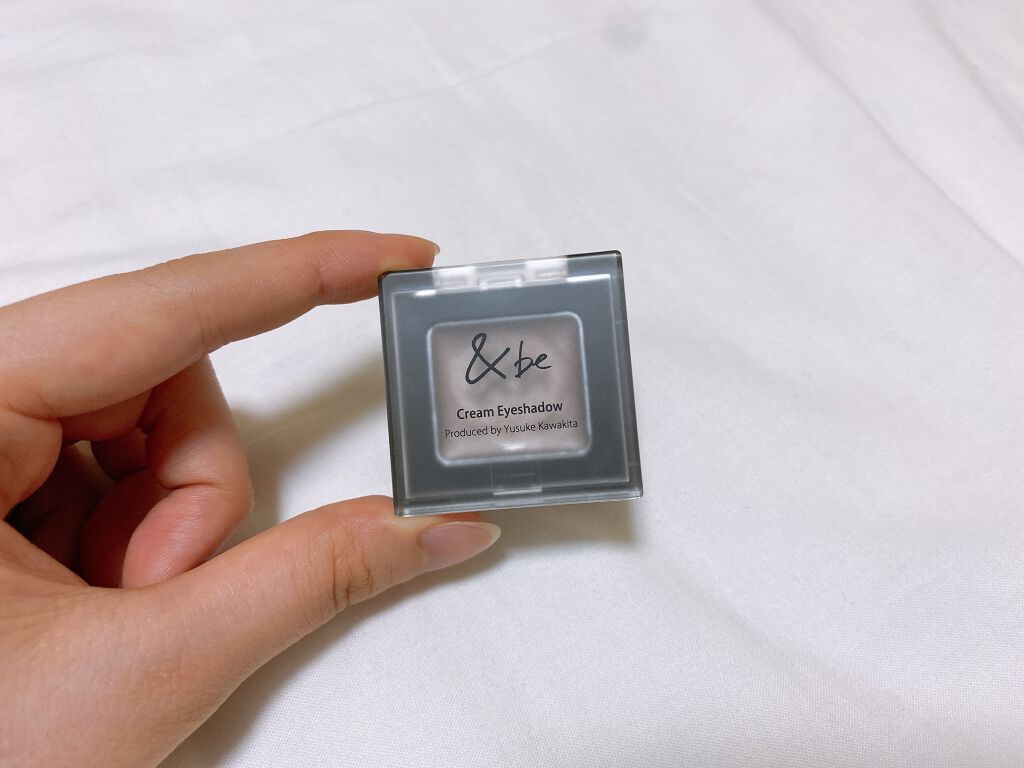 &be
Cream Eyeshadow
Produced by Yusuke Kawakita